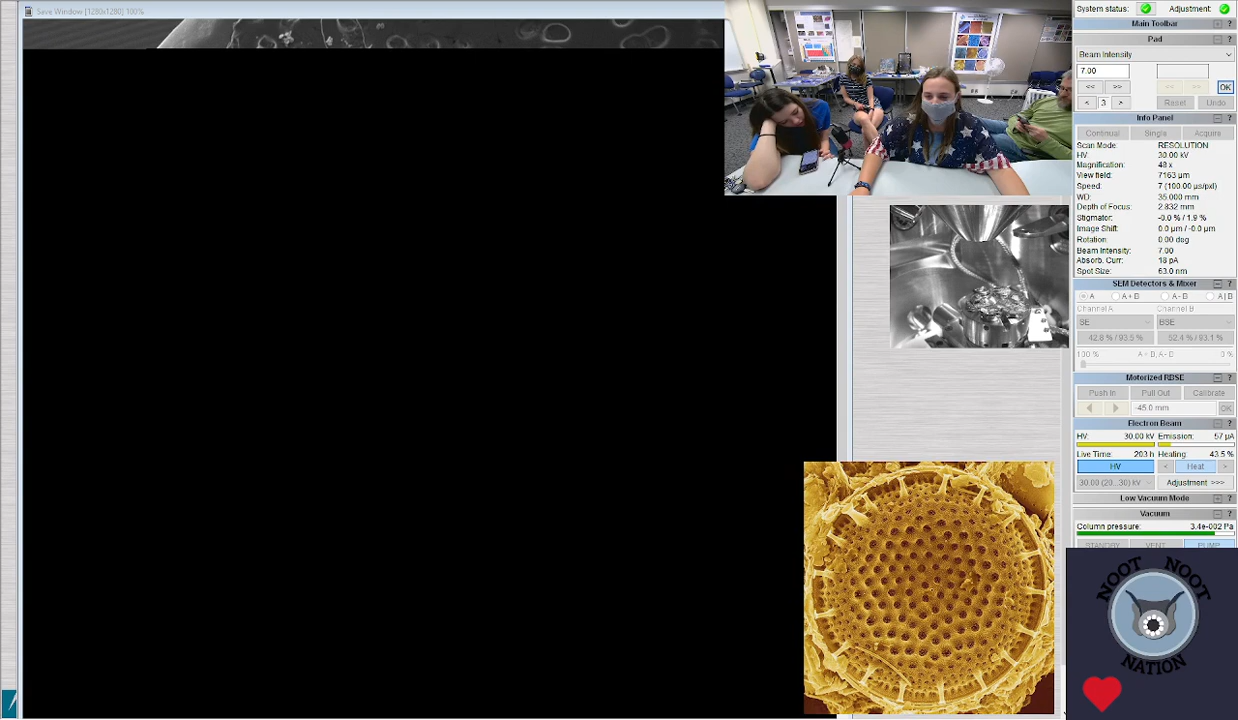 Save Window [1280x1280] 100%
System status:
Adjustment:
Main Toolbar
?
Pad
?
Beam Intensity
7.00
<< >>
<< >> OK
< 3 >
Reset Undo
Info Panel
?
Continual Single Acquire
Scan Mode: RESOLUTION
HV: 30.00 kV
Magnification: 48 x
View field: 7163 µm
Speed: 7 (100.00 µs/pxl)
WD: 35.000 mm
Depth of Focus: 2.832 mm
Stigmator: -0.0 % / 1.9 %
Image Shift: 0.0 µm / -0.0 µm
Rotation: 0.00 deg
Beam Intensity: 7.00
Absorb. Curr: 18 pA
Spot Size: 63.0 nm
SEM Detectors & Mixer
?
A A+B A-B A|B
Channel A Channel B
SE BSE
42.8 % / 93.5 % 52.4 % / 93.1 %
100 % A+B, A-B 0 %
Motorized RBSE
?
Push In Pull Out Calibrate
-45.0 mm OK
Electron Beam
?
HV: 30.00 kV Emission: 57 µA
Live Time: 203 h Heating: 43.5 %
HV < Heat >
30.00 (20...30) kV Adjustment >>>
Low Vacuum Mode
?
Vacuum
?
Column pressure: 3.4e-002 Pa
STANDBY VENT PUMP
NOOT NOOT
NATION